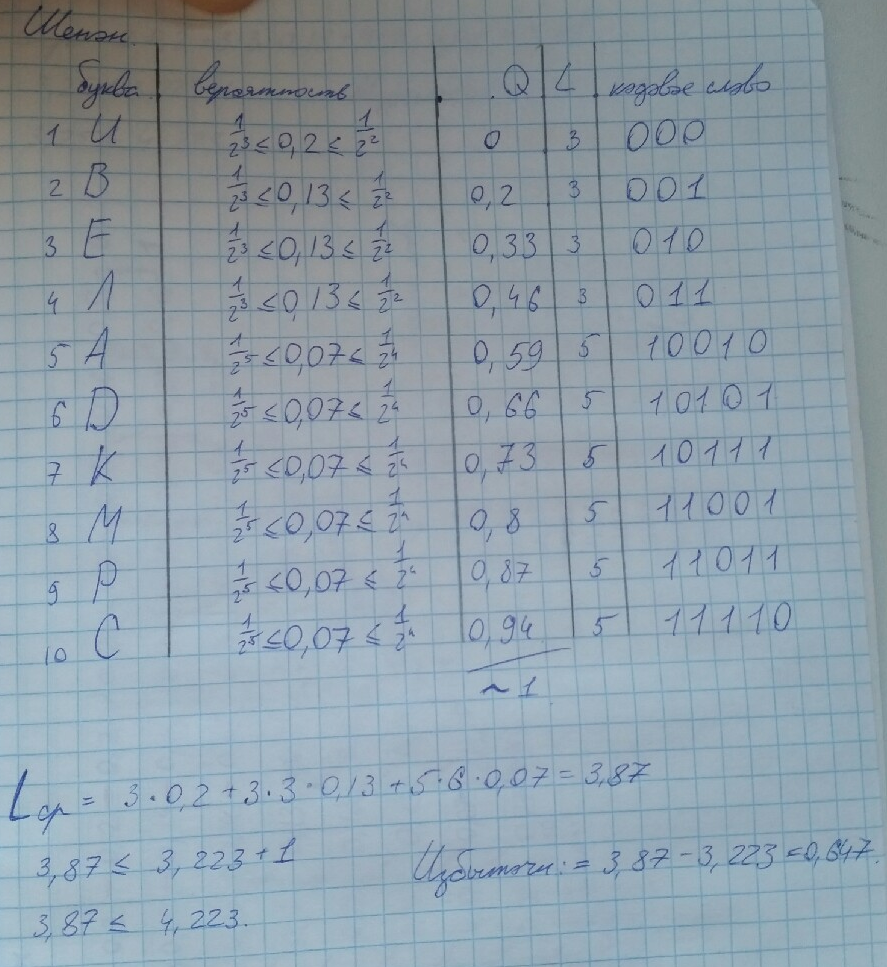 Шенон.
буква вероятность . Q L кодовое слово
1 И 1/2³ ≤ 0,2 ≤ 1/2² 0 3 000
2 В 1/2³ ≤ 0,13 ≤ 1/2² 0,2 3 001
3 Е 1/2³ ≤ 0,13 ≤ 1/2² 0,33 3 010
4 Л 1/2³ ≤ 0,13 ≤ 1/2² 0,46 3 011
5 А 1/2⁵ ≤ 0,07 ≤ 1/2⁴ 0,59 5 10010
6 D 1/2⁵ ≤ 0,07 ≤ 1/2⁴ 0,66 5 10101
7 К 1/2⁵ ≤ 0,07 ≤ 1/2⁴ 0,73 5 10111
8 М 1/2⁵ ≤ 0,07 ≤ 1/2⁴ 0,8 5 11001
9 Р 1/2⁵ ≤ 0,07 ≤ 1/2⁴ 0,87 5 11011
10 С 1/2⁵ ≤ 0,07 ≤ 1/2⁴ 0,94 5 11110
~ 1
Lср = 3·0,2 + 3·3·0,13 + 5·6·0,07 = 3,87
3,87 ≤ 3,223 + 1 Избыточн: = 3,87 - 3,223 = 0,647.
3,87 ≤ 4,223.